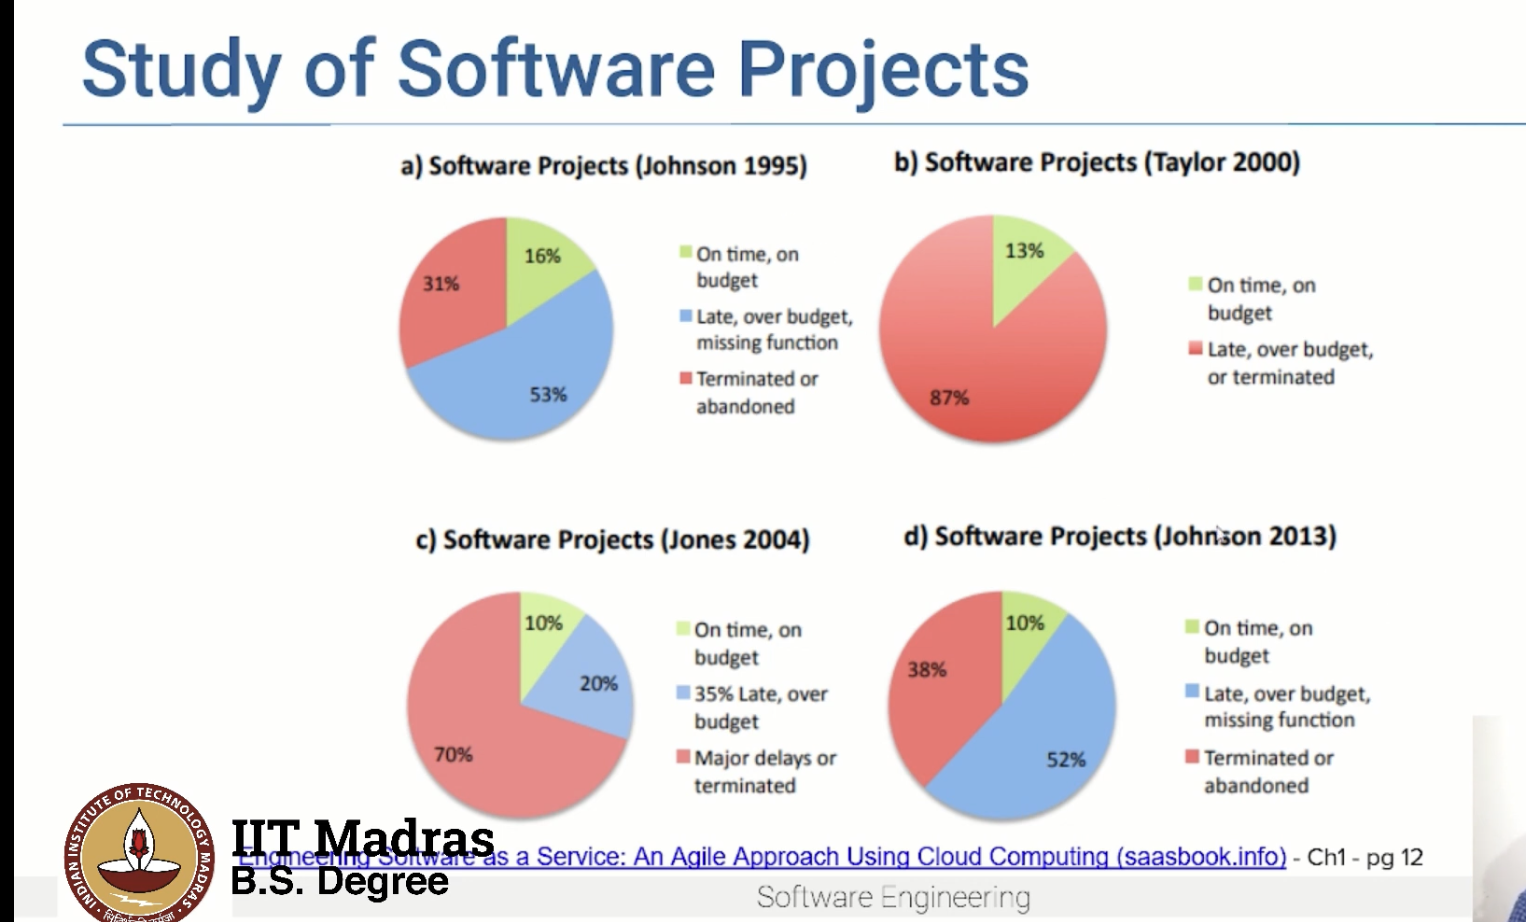 Study of Software Projects
a) Software Projects (Johnson 1995)
16%
31%
53%
On time, on
budget
Late, over budget,
missing function
Terminated or
abandoned
b) Software Projects (Taylor 2000)
13%
87%
On time, on
budget
Late, over budget,
or terminated
c) Software Projects (Jones 2004)
10%
20%
70%
On time, on
budget
35% Late, over
budget
Major delays or
terminated
d) Software Projects (Johnson 2013)
10%
38%
52%
On time, on
budget
Late, over budget,
missing function
Terminated or
abandoned
INDIAN INSTITUTE OF TECHNOLOGY MADRAS
IIT Madras
B.S. Degree
Engineering Software as a Service: An Agile Approach Using Cloud Computing (saasbook.info) - Ch1 - pg 12
Software Engineering